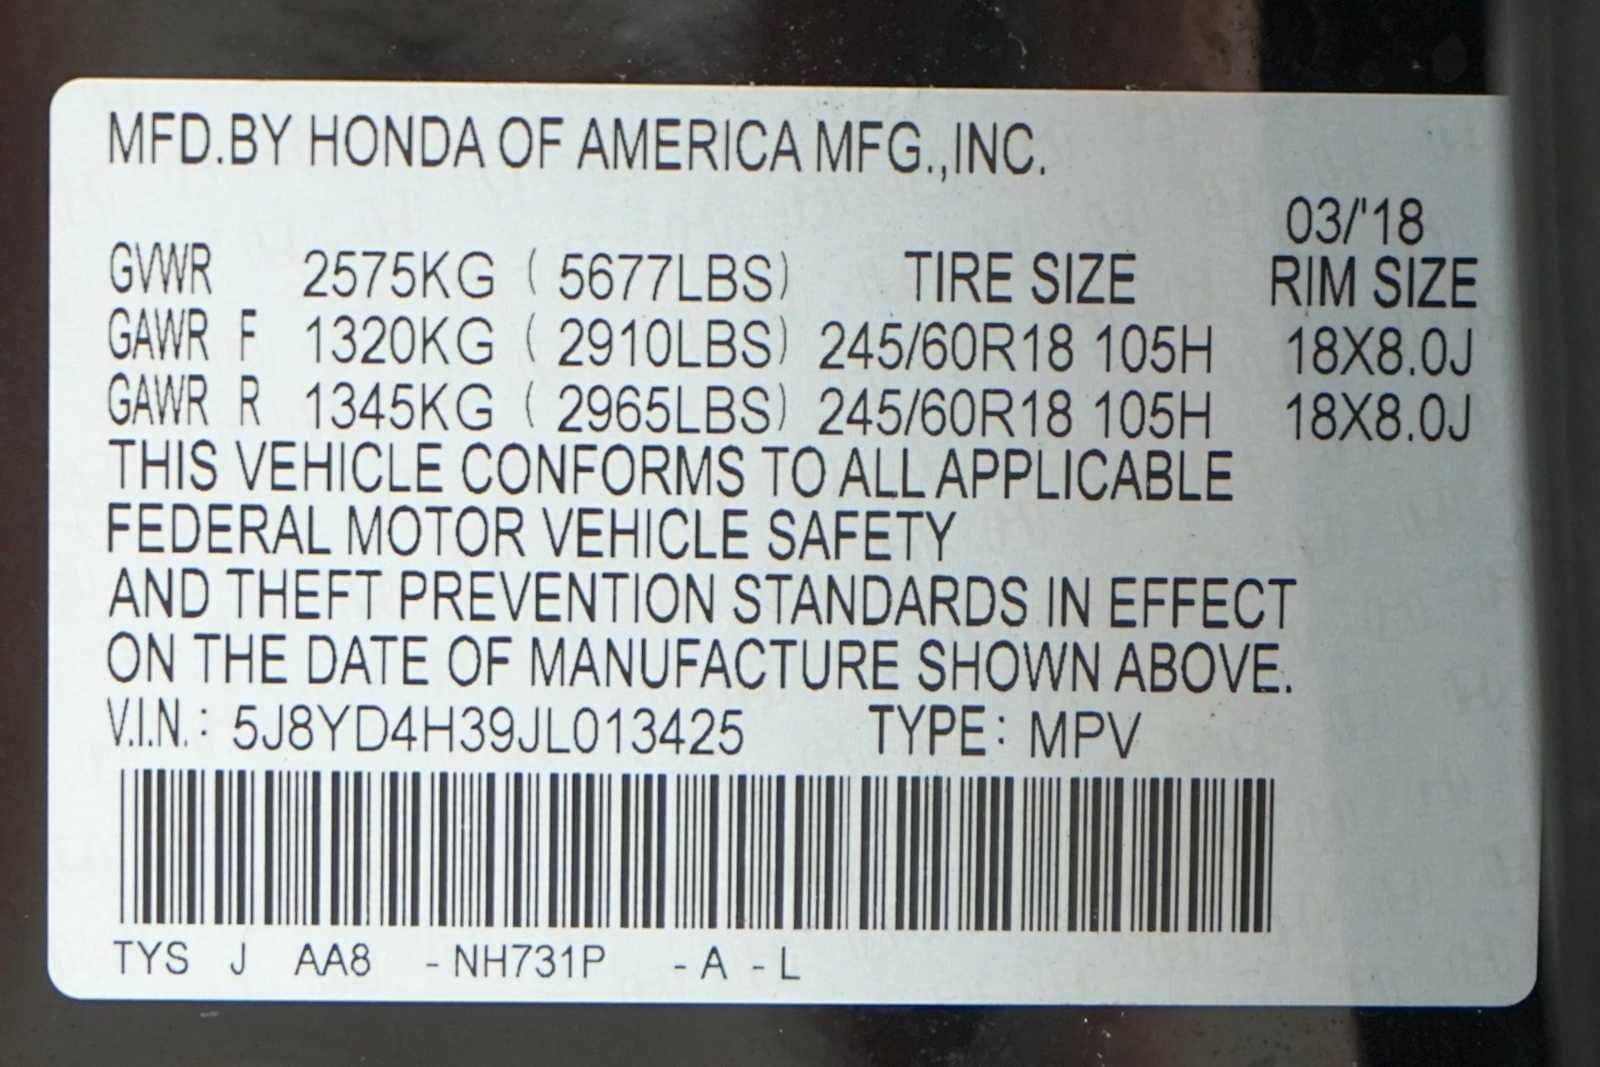 MFD.BY HONDA OF AMERICA MFG.,INC.
03/'18
GVWR 2575KG ( 5677LBS) TIRE SIZE RIM SIZE
GAWR F 1320KG ( 2910LBS) 245/60R18 105H 18X8.0J
GAWR R 1345KG ( 2965LBS) 245/60R18 105H 18X8.0J
THIS VEHICLE CONFORMS TO ALL APPLICABLE
FEDERAL MOTOR VEHICLE SAFETY
AND THEFT PREVENTION STANDARDS IN EFFECT
ON THE DATE OF MANUFACTURE SHOWN ABOVE.
V.I.N.: 5J8YD4H39JL013425 TYPE: MPV
TYS J AA8 - NH731P - A - L